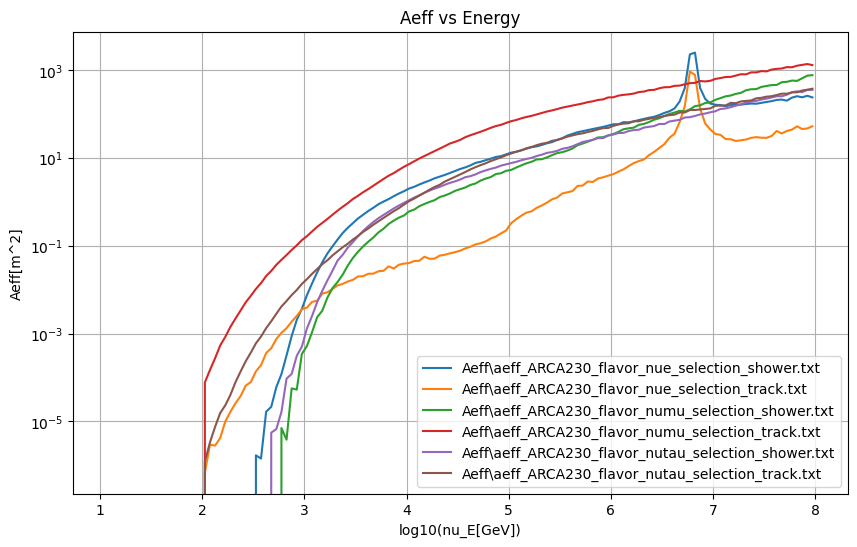 Aeff vs Energy
Aeff[m^2]
10^3
10^1
10^−1
10^−3
10^−5
Aeff\aeff_ARCA230_flavor_nue_selection_shower.txt
Aeff\aeff_ARCA230_flavor_nue_selection_track.txt
Aeff\aeff_ARCA230_flavor_numu_selection_shower.txt
Aeff\aeff_ARCA230_flavor_numu_selection_track.txt
Aeff\aeff_ARCA230_flavor_nutau_selection_shower.txt
Aeff\aeff_ARCA230_flavor_nutau_selection_track.txt
1 2 3 4 5 6 7 8
log10(nu_E[GeV])